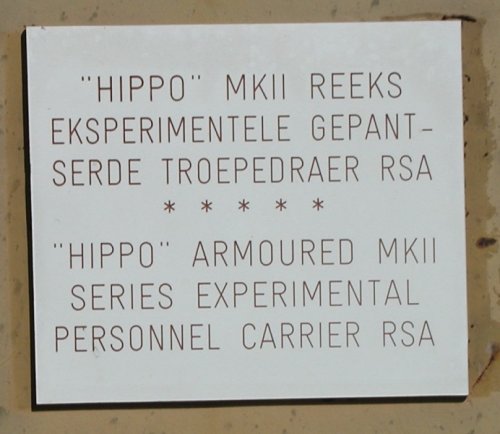 "HIPPO" MKII REEKS
EKSPERIMENTELE GEPANT-
SERDE TROEPEDRAER RSA
* * * * *
"HIPPO" ARMOURED MKII
SERIES EXPERIMENTAL
PERSONNEL CARRIER RSA